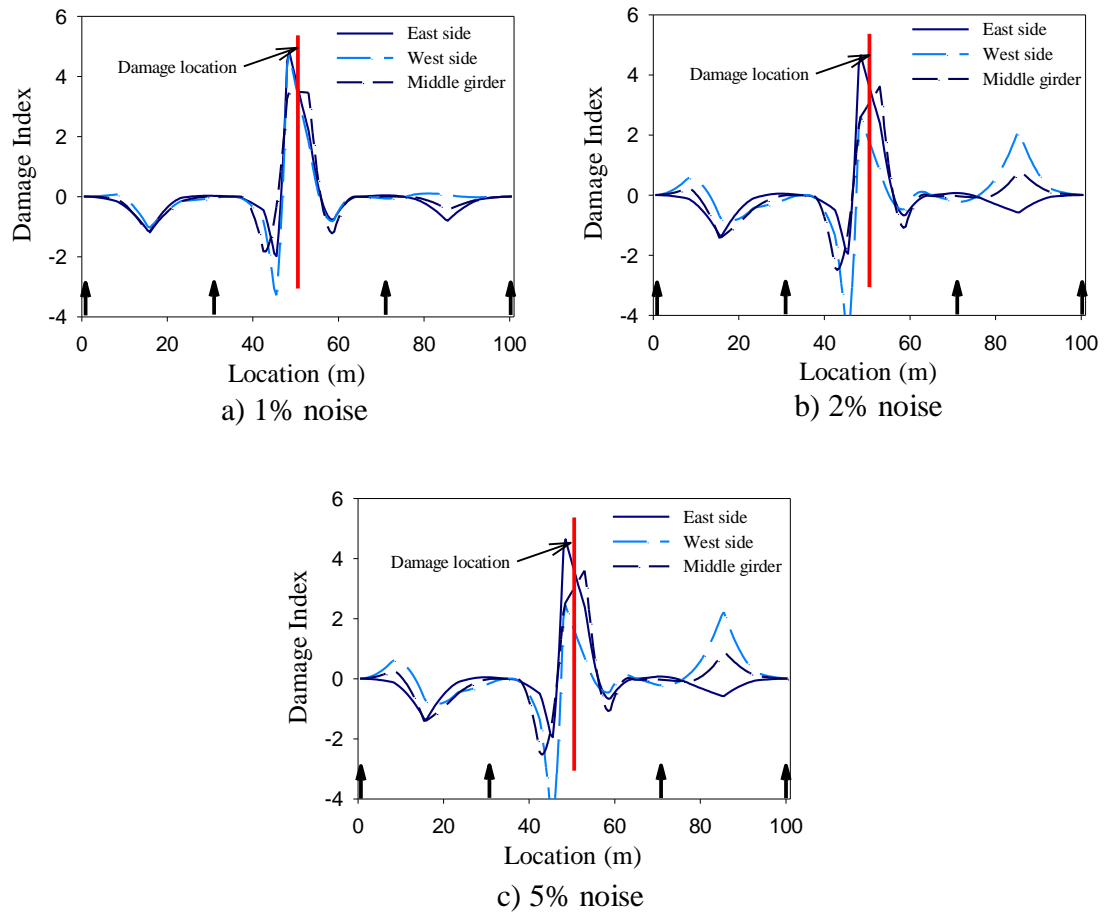 6
4
2
0
-2
-4
Damage Index
Damage location
East side
West side
Middle girder
0 20 40 60 80 100
Location (m)
a) 1% noise
6
4
2
0
-2
-4
Damage Index
Damage location
East side
West side
Middle girder
0 20 40 60 80 100
Location (m)
b) 2% noise
6
4
2
0
-2
-4
Damage Index
Damage location
East side
West side
Middle girder
0 20 40 60 80 100
Location (m)
c) 5% noise